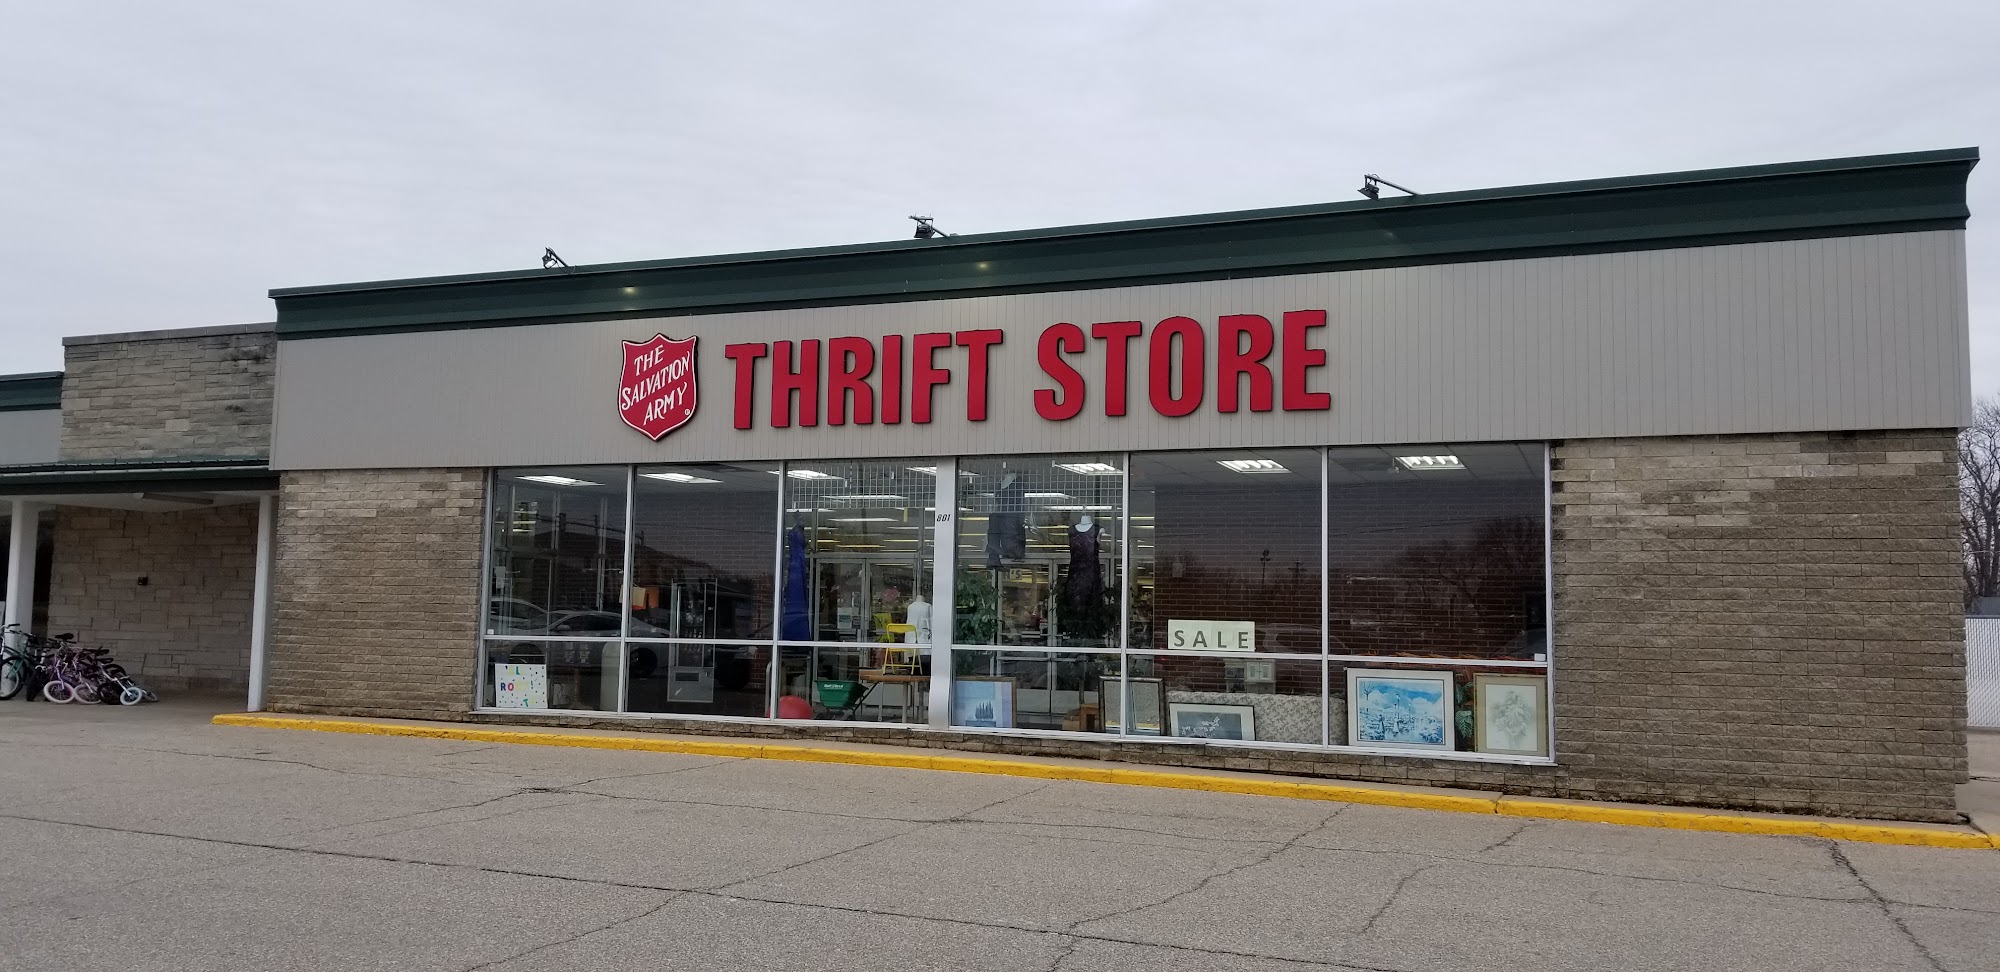 THE
SALVATION
ARMY
THRIFT STORE
801
SALE